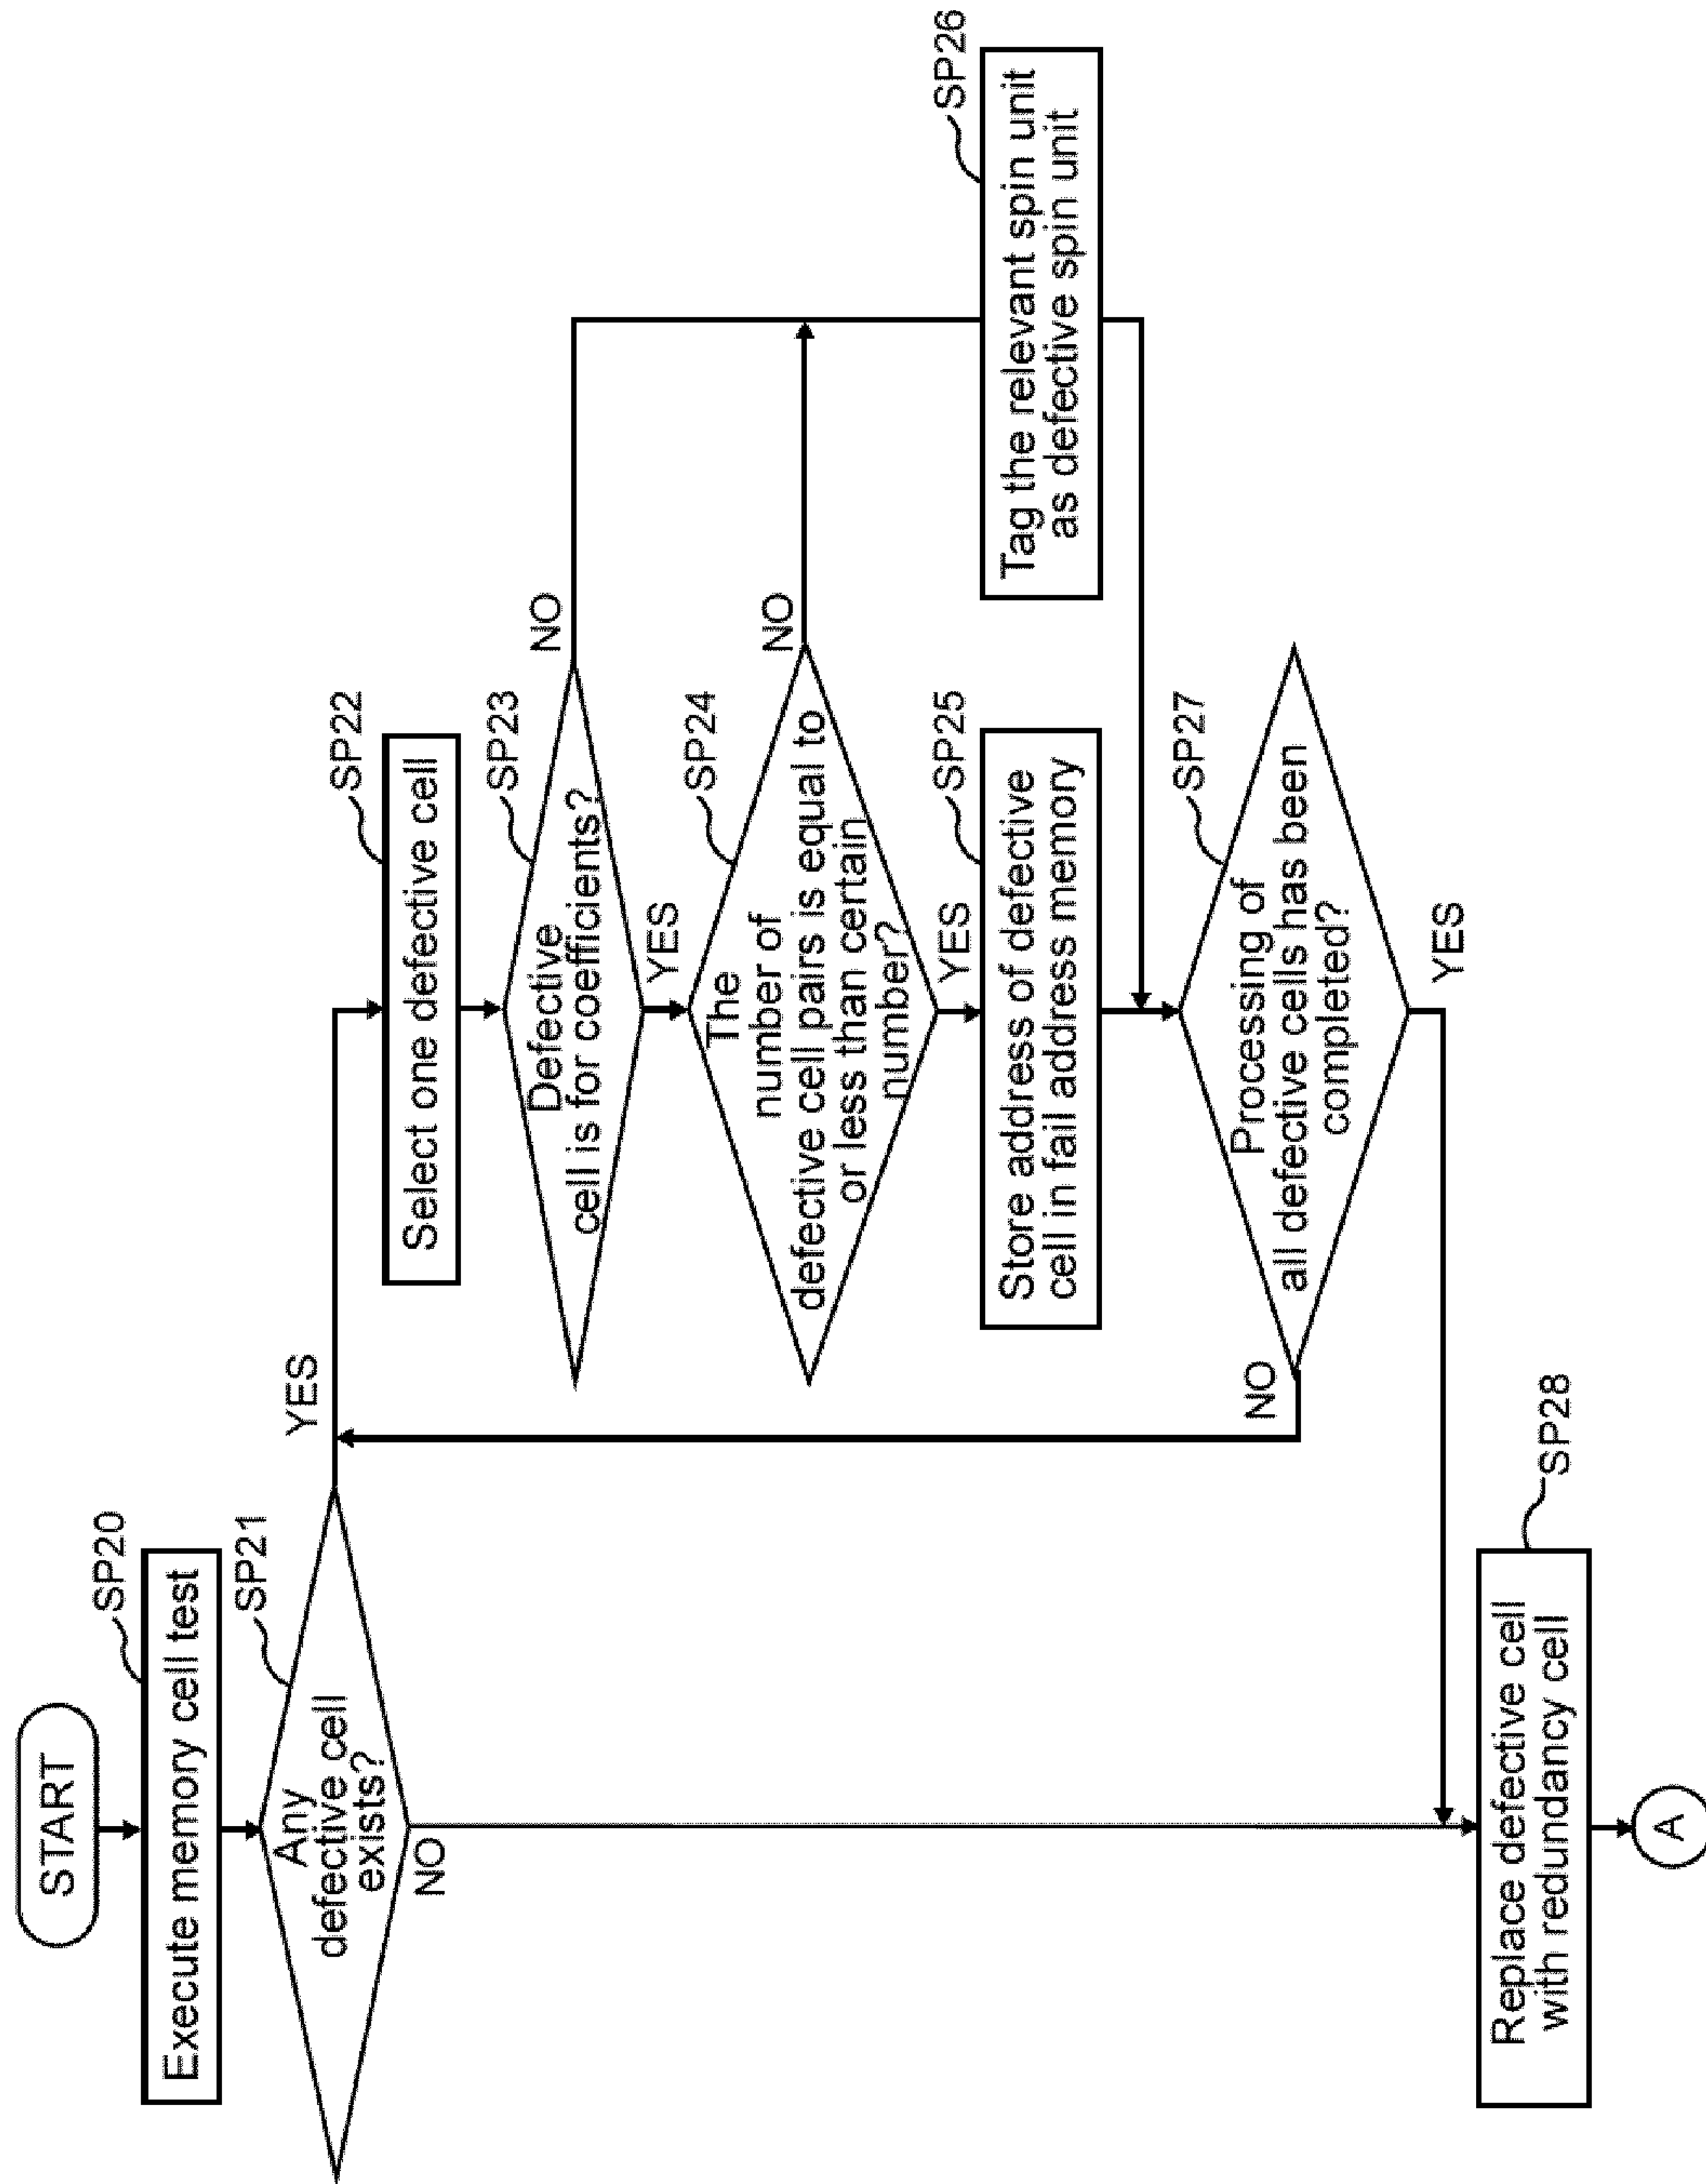 START
SP20
Execute memory cell test
SP21
Any
defective cell
exists?
YES
NO
SP22
Select one defective cell
SP23
Defective
cell is for coefficients?
NO
YES
SP24
The
number of
defective cell pairs is equal to
or less than certain
number?
NO
YES
SP25
Store address of defective
cell in fail address memory
SP26
Tag the relevant spin unit
as defective spin unit
SP27
Processing of
all defective cells has been
completed?
NO
YES
SP28
Replace defective cell
with redundancy cell
A